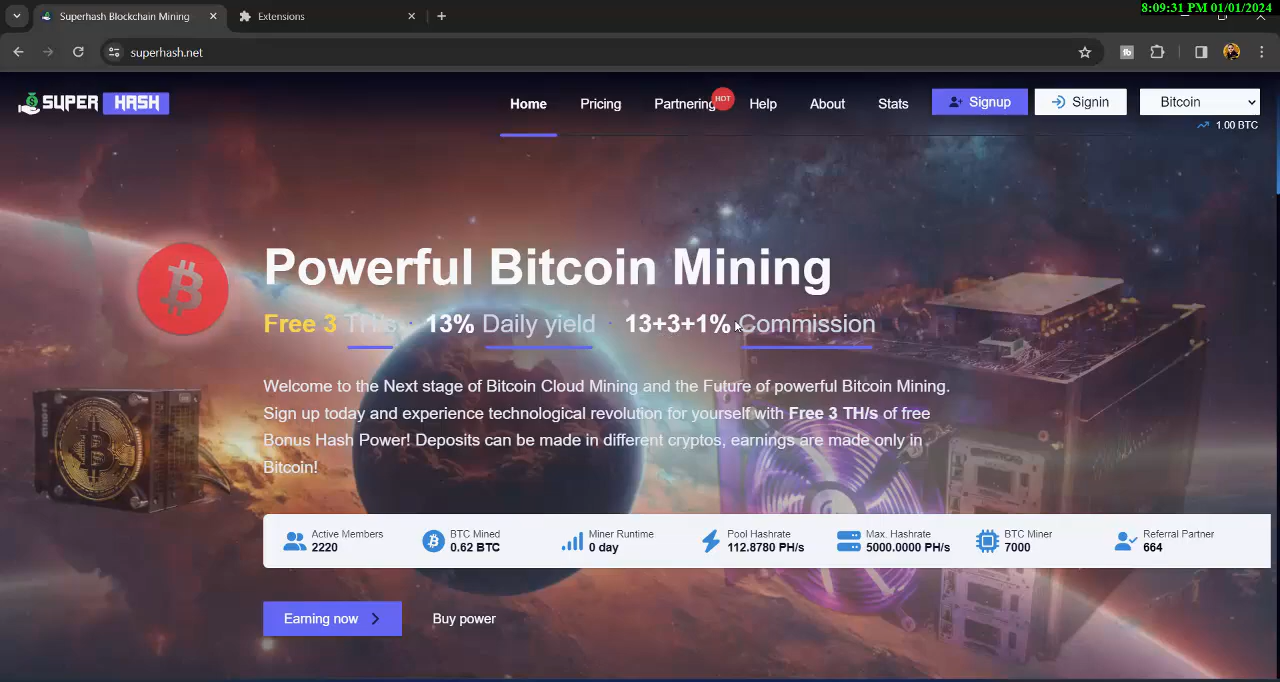 8:09:31 PM 01/01/2024
Superhash Blockchain Mining
Extensions
superhash.net
SUPER HASH
Home
Pricing
Partnering
HOT
Help
About
Stats
Signup
Signin
Bitcoin
1.00 BTC
Powerful Bitcoin Mining
Free 3 TH/s · 13% Daily yield · 13+3+1% Commission
Welcome to the Next stage of Bitcoin Cloud Mining and the Future of powerful Bitcoin Mining.
Sign up today and experience technological revolution for yourself with Free 3 TH/s of free
Bonus Hash Power! Deposits can be made in different cryptos, earnings are made only in
Bitcoin!
Active Members
2220
BTC Mined
0.62 BTC
Miner Runtime
0 day
Pool Hashrate
112.8780 PH/s
Max. Hashrate
5000.0000 PH/s
BTC Miner
7000
Referral Partner
664
Earning now
Buy power